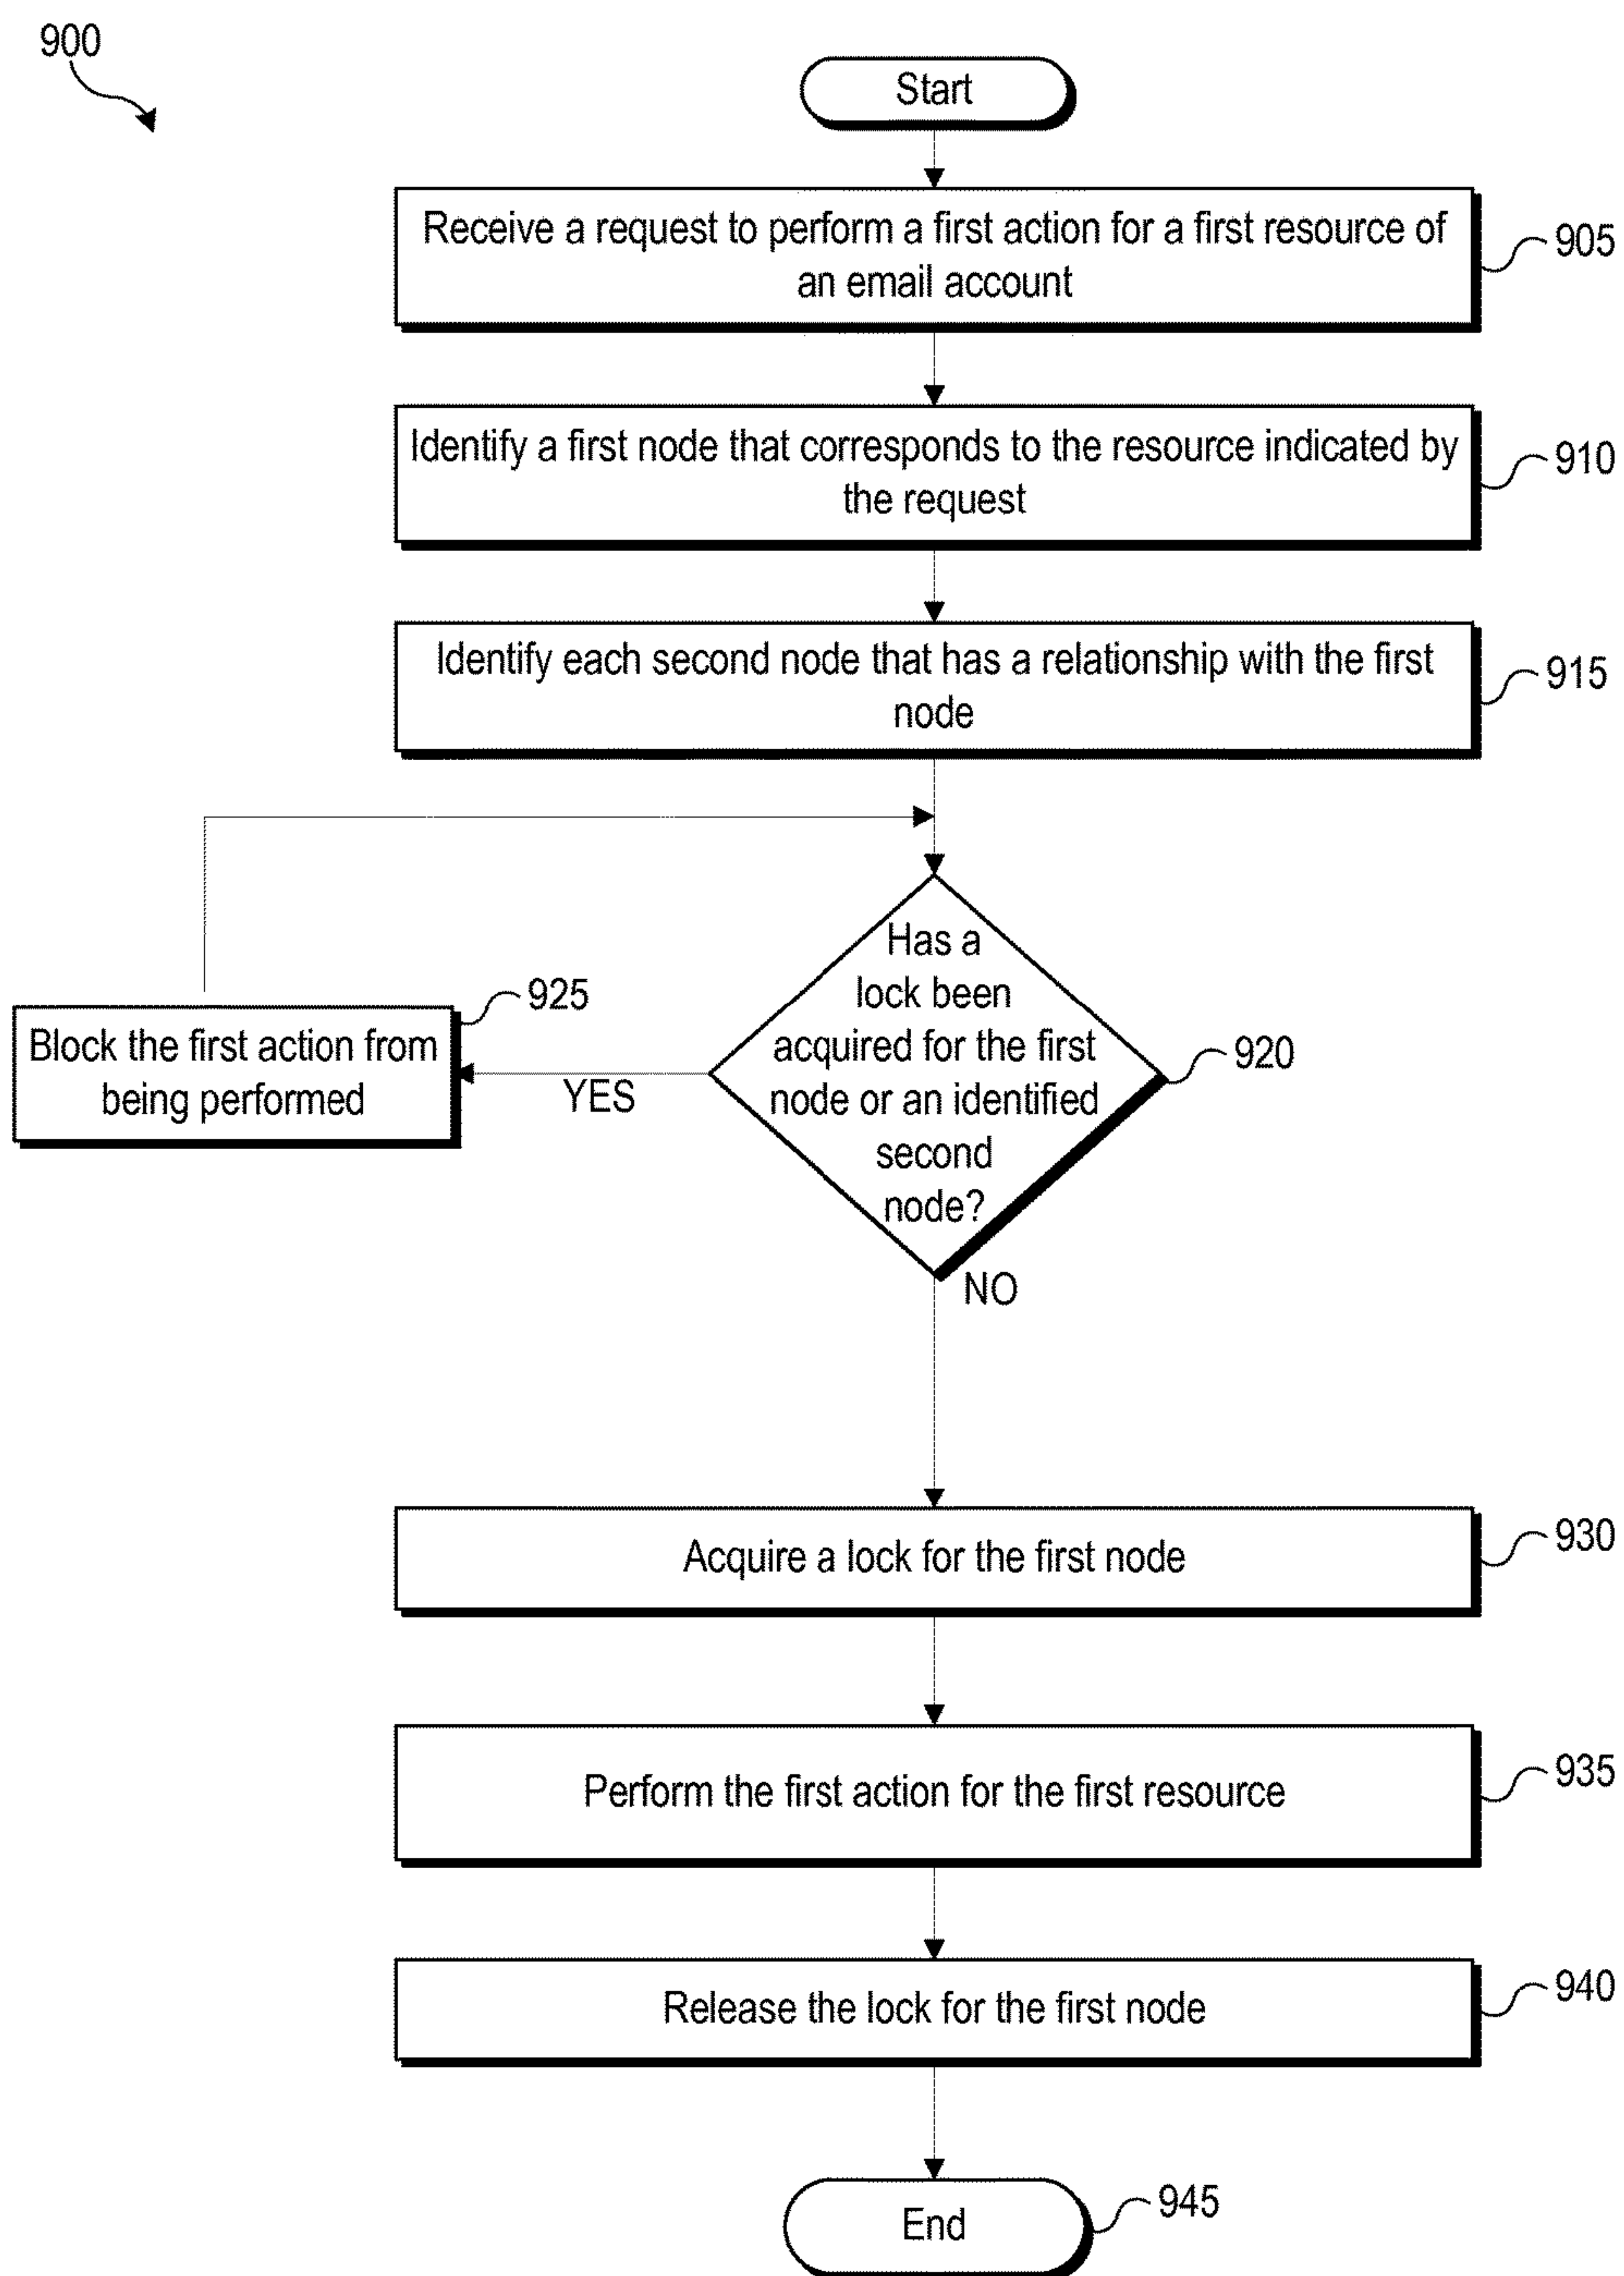 900
Start
Receive a request to perform a first action for a first resource of
an email account
905
Identify a first node that corresponds to the resource indicated by
the request
910
Identify each second node that has a relationship with the first
node
915
Has a
lock been
acquired for the first
node or an identified
second
node?
920
YES
925
Block the first action from
being performed
NO
Acquire a lock for the first node
930
Perform the first action for the first resource
935
Release the lock for the first node
940
End
945